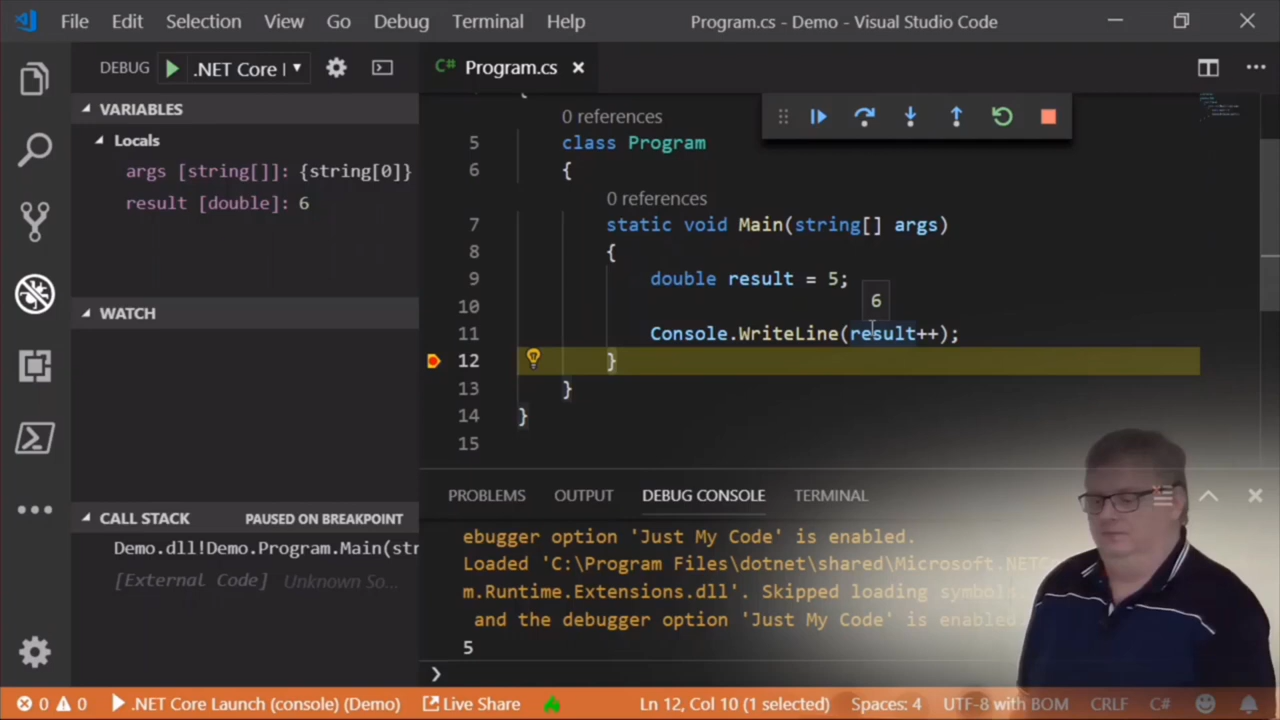 File Edit Selection View Go Debug Terminal Help Program.cs - Demo - Visual Studio Code
DEBUG .NET Core |
C# Program.cs
VARIABLES
Locals
args [string[]]: {string[0]}
result [double]: 6
WATCH
CALL STACK PAUSED ON BREAKPOINT
Demo.dll!Demo.Program.Main(str
[External Code] Unknown So...
{
0 references
5 class Program
6 {
0 references
7 static void Main(string[] args)
8 {
9 double result = 5;
10
6
11 Console.WriteLine(result++);
12 }
13 }
14 }
15
PROBLEMS OUTPUT DEBUG CONSOLE TERMINAL
ebugger option 'Just My Code' is enabled.
Loaded 'C:\Program Files\dotnet\shared\Microsoft.NETC
m.Runtime.Extensions.dll'. Skipped loading symbols
and the debugger option 'Just My Code' is enabled
5
0 0 .NET Core Launch (console) (Demo) Live Share Ln 12, Col 10 (1 selected) Spaces: 4 UTF-8 with BOM CRLF C#